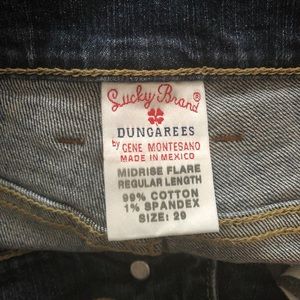 Lucky Brand®
DUNGAREES
by GENE MONTESANO
MADE IN MEXICO
MIDRISE FLARE
REGULAR LENGTH
99% COTTON
1% SPANDEX
SIZE: 29